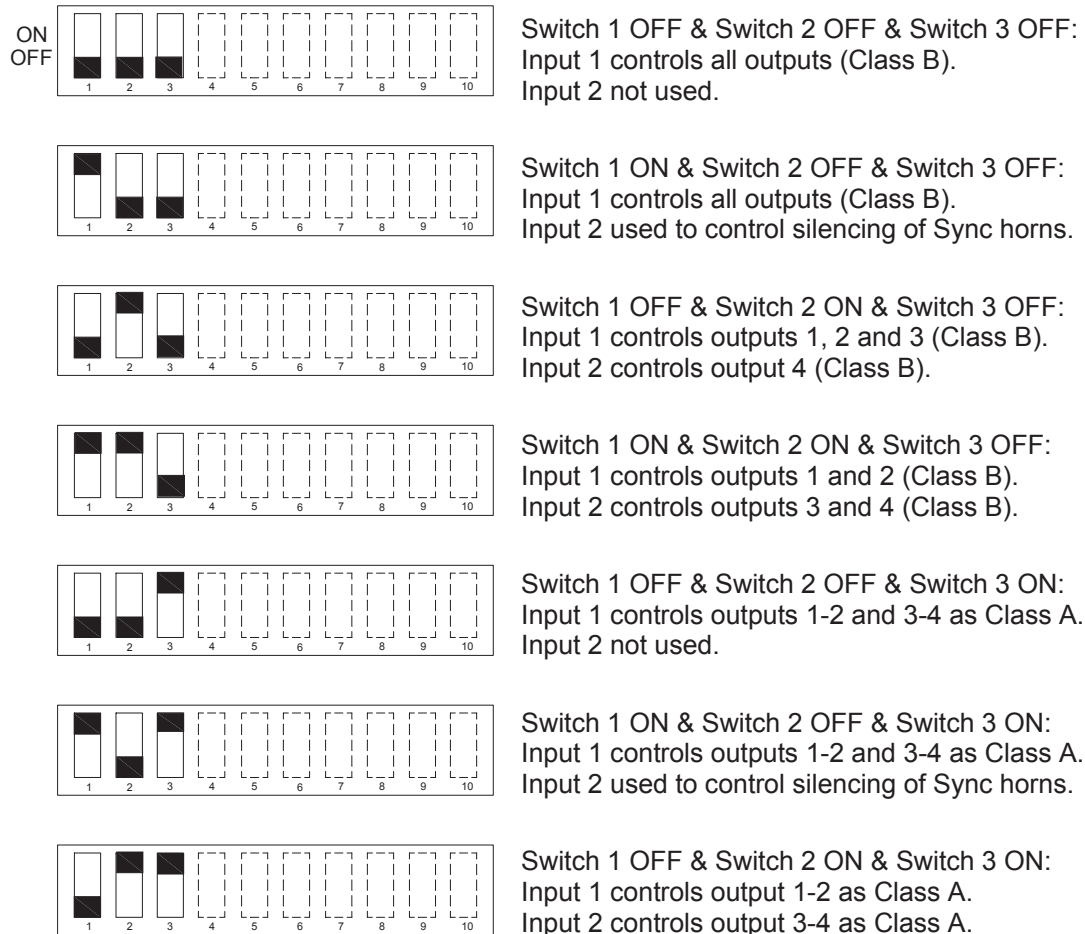 ON
OFF
1 2 3 4 5 6 7 8 9 10
Switch 1 OFF & Switch 2 OFF & Switch 3 OFF:
Input 1 controls all outputs (Class B).
Input 2 not used.
1 2 3 4 5 6 7 8 9 10
Switch 1 ON & Switch 2 OFF & Switch 3 OFF:
Input 1 controls all outputs (Class B).
Input 2 used to control silencing of Sync horns.
1 2 3 4 5 6 7 8 9 10
Switch 1 OFF & Switch 2 ON & Switch 3 OFF:
Input 1 controls outputs 1, 2 and 3 (Class B).
Input 2 controls output 4 (Class B).
1 2 3 4 5 6 7 8 9 10
Switch 1 ON & Switch 2 ON & Switch 3 OFF:
Input 1 controls outputs 1 and 2 (Class B).
Input 2 controls outputs 3 and 4 (Class B).
1 2 3 4 5 6 7 8 9 10
Switch 1 OFF & Switch 2 OFF & Switch 3 ON:
Input 1 controls outputs 1-2 and 3-4 as Class A.
Input 2 not used.
1 2 3 4 5 6 7 8 9 10
Switch 1 ON & Switch 2 OFF & Switch 3 ON:
Input 1 controls outputs 1-2 and 3-4 as Class A.
Input 2 used to control silencing of Sync horns.
1 2 3 4 5 6 7 8 9 10
Switch 1 OFF & Switch 2 ON & Switch 3 ON:
Input 1 controls output 1-2 as Class A.
Input 2 controls output 3-4 as Class A.